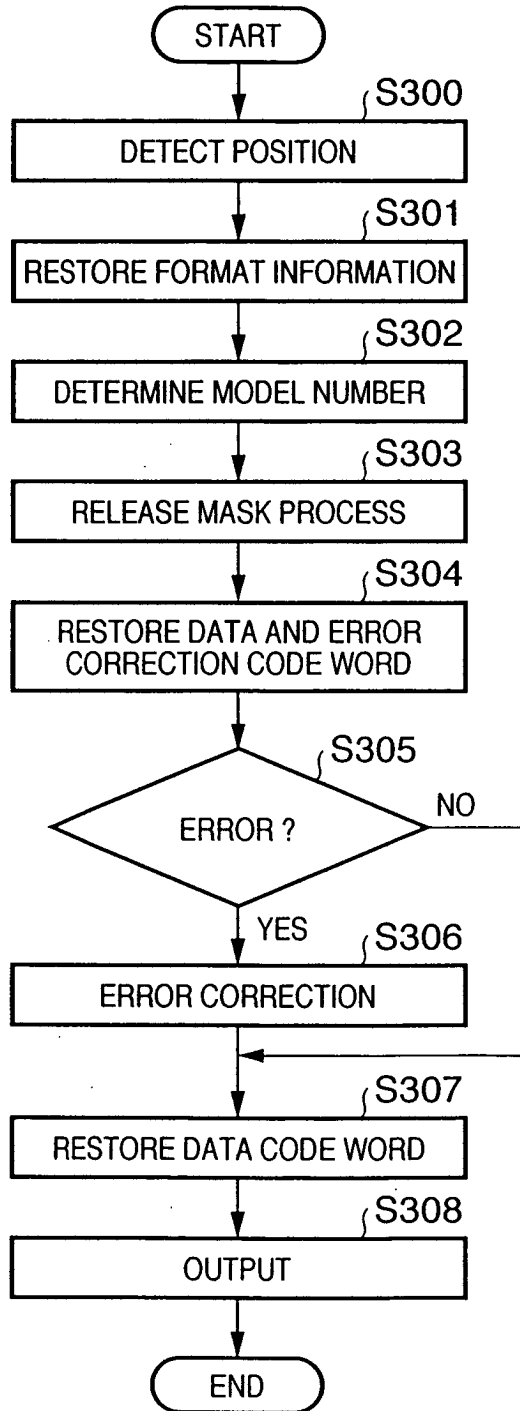 START
S300
DETECT POSITION
S301
RESTORE FORMAT INFORMATION
S302
DETERMINE MODEL NUMBER
S303
RELEASE MASK PROCESS
S304
RESTORE DATA AND ERROR
CORRECTION CODE WORD
S305
ERROR ?
NO
YES
S306
ERROR CORRECTION
S307
RESTORE DATA CODE WORD
S308
OUTPUT
END